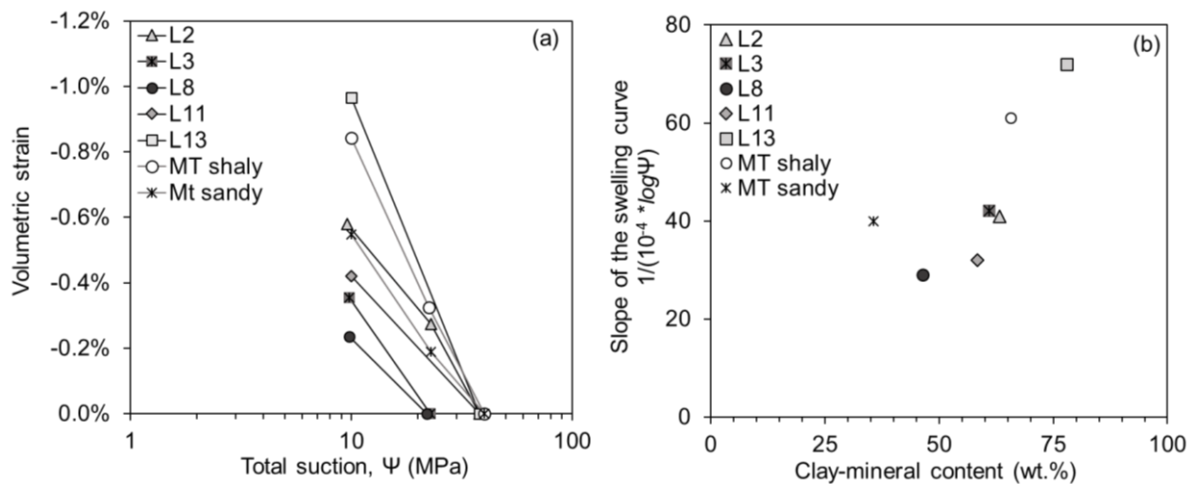 -1.2%
-1.0%
-0.8%
-0.6%
-0.4%
-0.2%
0.0%
Volumetric strain
L2
L3
L8
L11
L13
MT shaly
Mt sandy
(a)
1
10
100
Total suction, Ψ (MPa)
80
60
40
20
0
Slope of the swelling curve
1/(10⁻⁴ *logΨ)
L2
L3
L8
L11
L13
MT shaly
MT sandy
(b)
0
25
50
75
100
Clay-mineral content (wt.%)